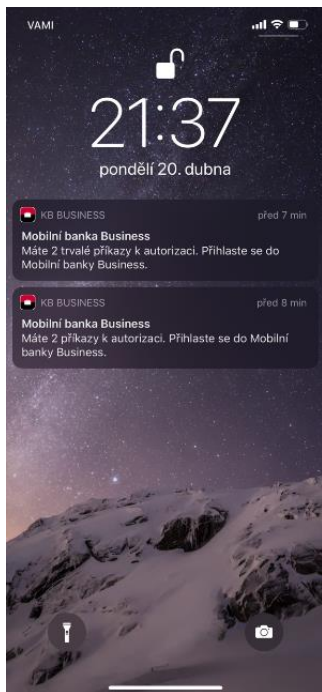 VAMI
21:37
pondělí 20. dubna
KB BUSINESS před 7 min
Mobilní banka Business
Máte 2 trvalé příkazy k autorizaci. Přihlaste se do
Mobilní banky Business.
KB BUSINESS před 8 min
Mobilní banka Business
Máte 2 příkazy k autorizaci. Přihlaste se do Mobilní
banky Business.